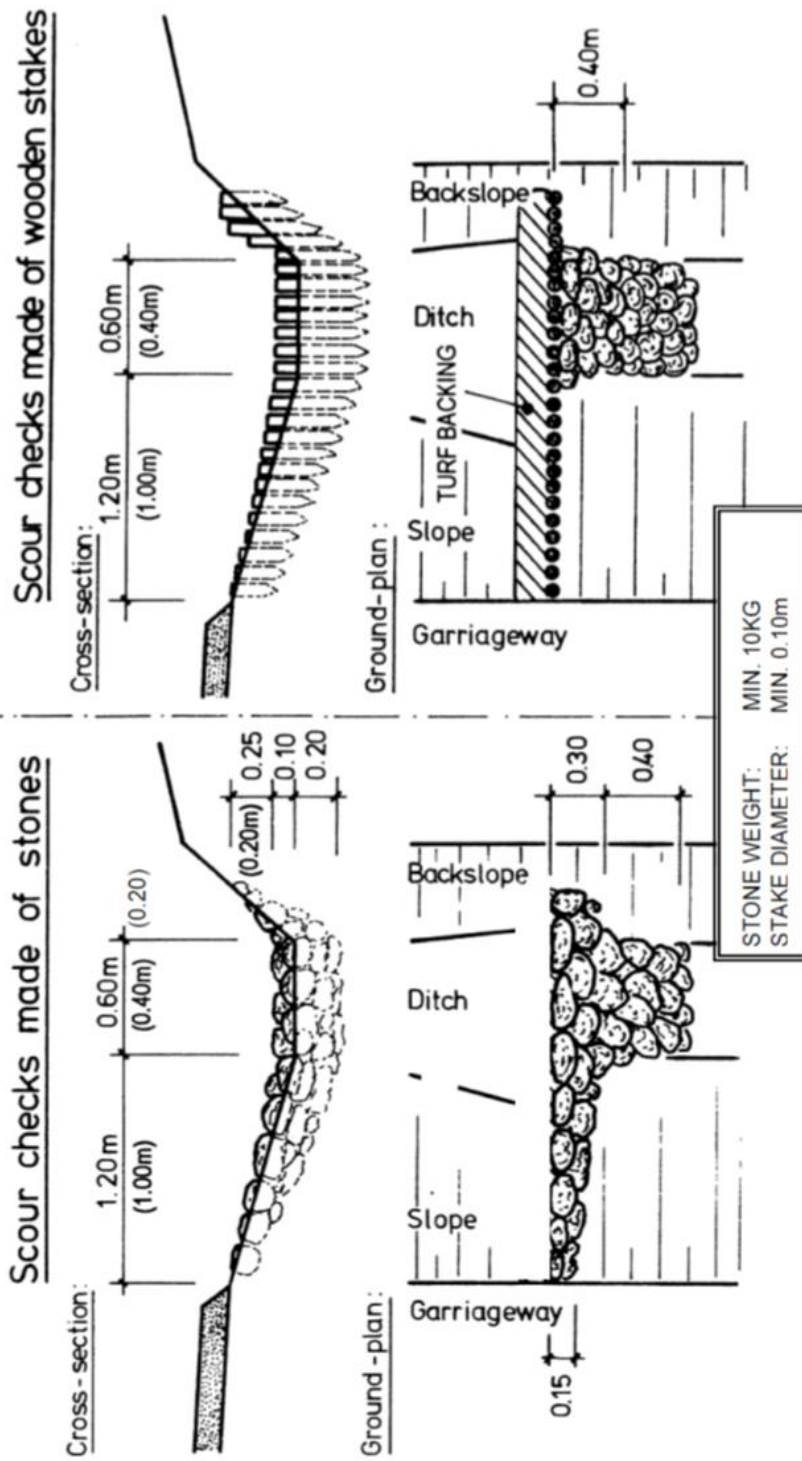 Scour checks made of stones
Cross-section:
1.20m
(1.00m)
0.60m
(0.40m)
(0.20)
(0.20m)
0.25
0.10
0.20
Ground-plan:
Garriageway
Slope
Ditch
Backslope
0.15
0.30
0.40
Scour checks made of wooden stakes
Cross-section:
1.20m
(1.00m)
0.60m
(0.40m)
Ground-plan:
Garriageway
Slope
TURF BACKING
Ditch
Backslope
0.40m
STONE WEIGHT: MIN. 10KG
STAKE DIAMETER: MIN. 0.10m